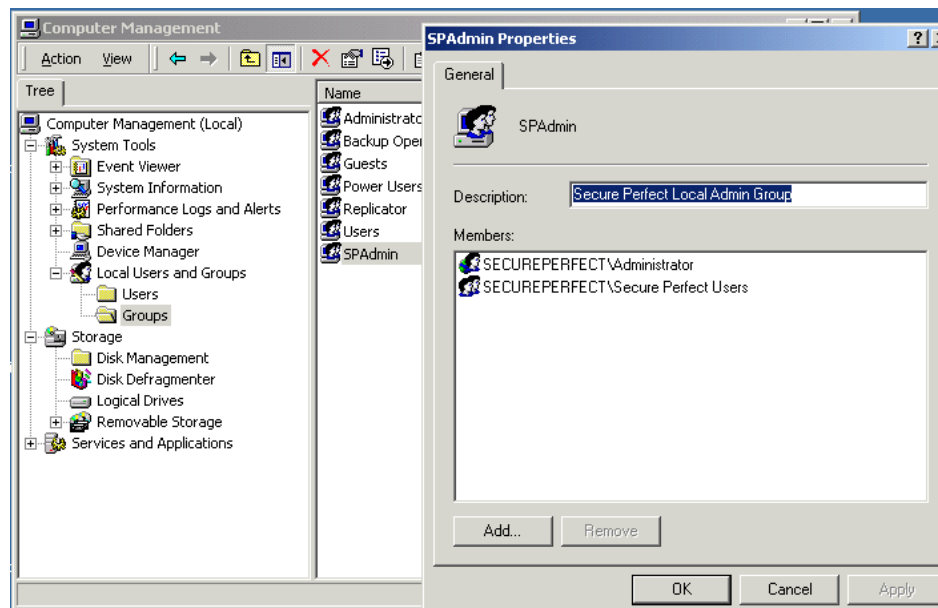 Computer Management
Action View
Tree
Computer Management (Local)
System Tools
Event Viewer
System Information
Performance Logs and Alerts
Shared Folders
Device Manager
Local Users and Groups
Users
Groups
Storage
Disk Management
Disk Defragmenter
Logical Drives
Removable Storage
Services and Applications
Name
Administratc
Backup Oper
Guests
Power Users
Replicator
Users
SPAdmin
SPAdmin Properties
General
SPAdmin
Description: Secure Perfect Local Admin Group
Members:
SECUREPERFECT\Administrator
SECUREPERFECT\Secure Perfect Users
Add... Remove
OK Cancel Apply